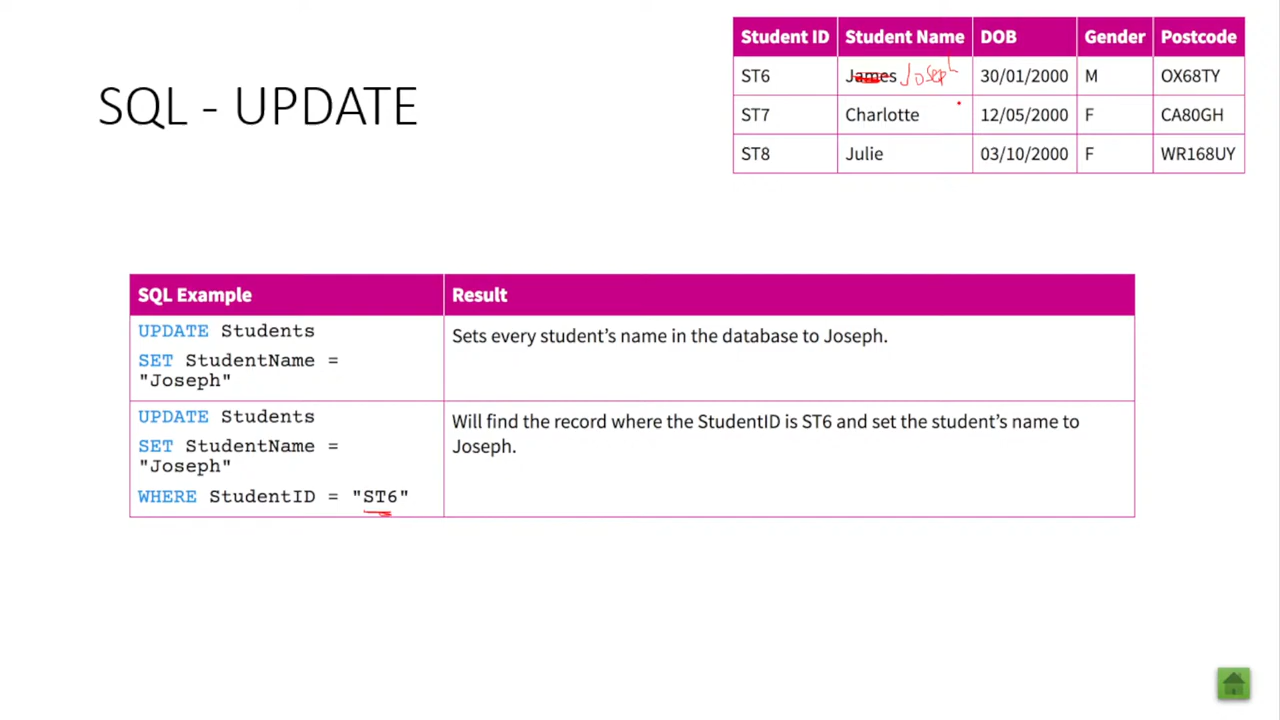 SQL - UPDATE
Student ID Student Name DOB Gender Postcode
ST6 James Joseph 30/01/2000 M OX68TY
ST7 Charlotte 12/05/2000 F CA80GH
ST8 Julie 03/10/2000 F WR168UY
SQL Example Result
UPDATE Students
SET StudentName =
"Joseph"
Sets every student’s name in the database to Joseph.
UPDATE Students
SET StudentName =
"Joseph"
WHERE StudentID = "ST6"
Will find the record where the StudentID is ST6 and set the student’s name to
Joseph.